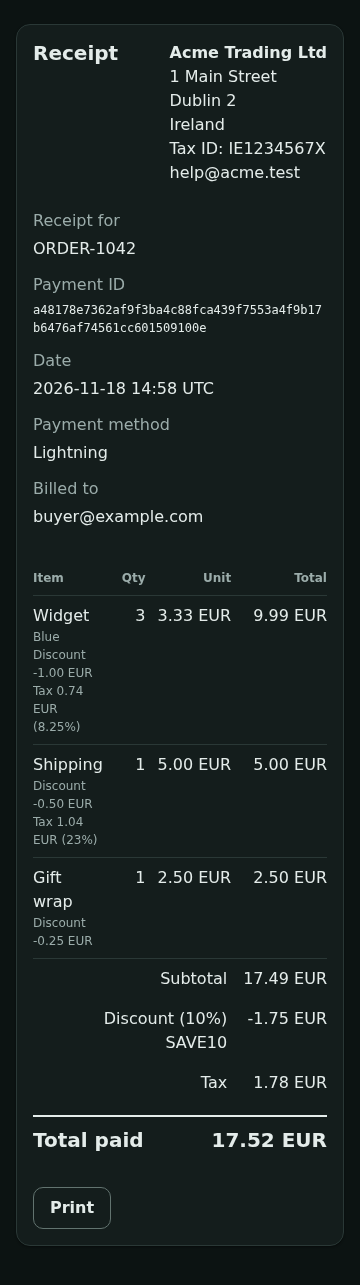 Receipt
Acme Trading Ltd
1 Main Street
Dublin 2
Ireland
Tax ID: IE1234567X
help@acme.test
Receipt for
ORDER-1042
Payment ID
a48178e7362af9f3ba4c88fca439f7553a4f9b17
b6476af74561cc601509100e
Date
2026-11-18 14:58 UTC
Payment method
Lightning
Billed to
buyer@example.com
Item Qty Unit Total
Widget 3 3.33 EUR 9.99 EUR
Blue
Discount
-1.00 EUR
Tax 0.74
EUR
(8.25%)
Shipping 1 5.00 EUR 5.00 EUR
Discount
-0.50 EUR
Tax 1.04
EUR (23%)
Gift 1 2.50 EUR 2.50 EUR
wrap
Discount
-0.25 EUR
Subtotal 17.49 EUR
Discount (10%) -1.75 EUR
SAVE10
Tax 1.78 EUR
Total paid 17.52 EUR
Print